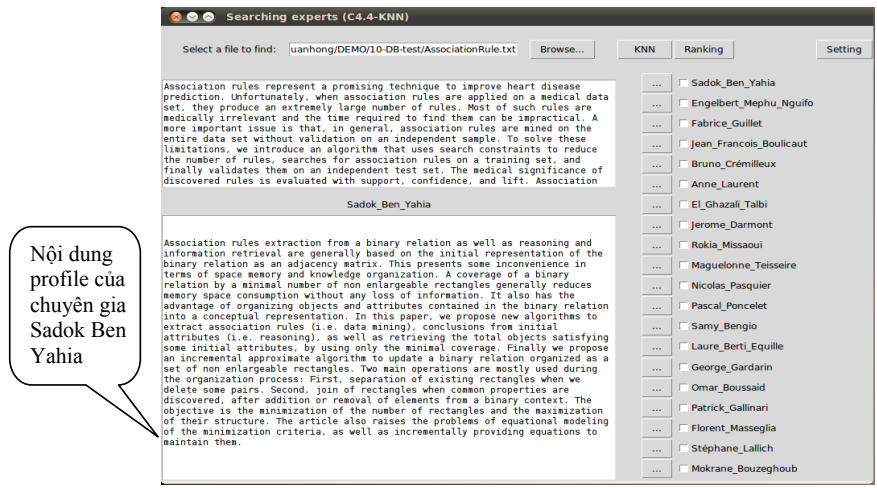 Searching experts (C4.4-KNN)
Select a file to find: uanhong/DEMO/10-DB-test/AssociationRule.txt Browse... KNN Ranking Setting
Association rules represent a promising technique to improve heart disease
prediction. Unfortunately, when association rules are applied on a medical data
set, they produce an extremely large number of rules. Most of such rules are
medically irrelevant and the time required to find them can be impractical. A
more important issue is that, in general, association rules are mined on the
entire data set without validation on an independent sample. To solve these
limitations, we introduce an algorithm that uses search constraints to reduce
the number of rules, searches for association rules on a training set, and
finally validates them on an independent test set. The medical significance of
discovered rules is evaluated with support, confidence, and lift. Association
Sadok_Ben_Yahia
Association rules extraction from a binary relation as well as reasoning and
information retrieval are generally based on the initial representation of the
binary relation as an adjacency matrix. This presents some inconvenience in
terms of space memory and knowledge organization. A coverage of a binary
relation by a minimal number of non enlargeable rectangles generally reduces
memory space consumption without any loss of information. It also has the
advantage of organizing objects and attributes contained in the binary relation
into a conceptual representation. In this paper, we propose new algorithms to
extract association rules (i.e. data mining), conclusions from initial
attributes (i.e. reasoning), as well as retrieving the total objects satisfying
some initial attributes, by using only the minimal coverage. Finally we propose
an incremental approximate algorithm to update a binary relation organized as a
set of non enlargeable rectangles. Two main operations are mostly used during
the organization process: First, separation of existing rectangles when we
delete some pairs. Second, join of rectangles when common properties are
discovered, after addition or removal of elements from a binary context. The
objective is the minimization of the number of rectangles and the maximization
of their structure. The article also raises the problems of equational modeling
of the minimization criteria, as well as incrementally providing equations to
maintain them.
... Sadok_Ben_Yahia
... Engelbert_Mephu_Nguifo
... Fabrice_Guillet
... Jean_Francois_Boulicaut
... Bruno_Crémilleux
... Anne_Laurent
... El_Ghazali_Talbi
... Jerome_Darmont
... Rokia_Missaoui
... Maguelonne_Teisseire
... Nicolas_Pasquier
... Pascal_Poncelet
... Samy_Bengio
... Laure_Berti_Equille
... George_Gardarin
... Omar_Boussaid
... Patrick_Gallinari
... Florent_Masseglia
... Stéphane_Lallich
... Mokrane_Bouzeghoub
Nội dung
profile của
chuyên gia
Sadok Ben
Yahia